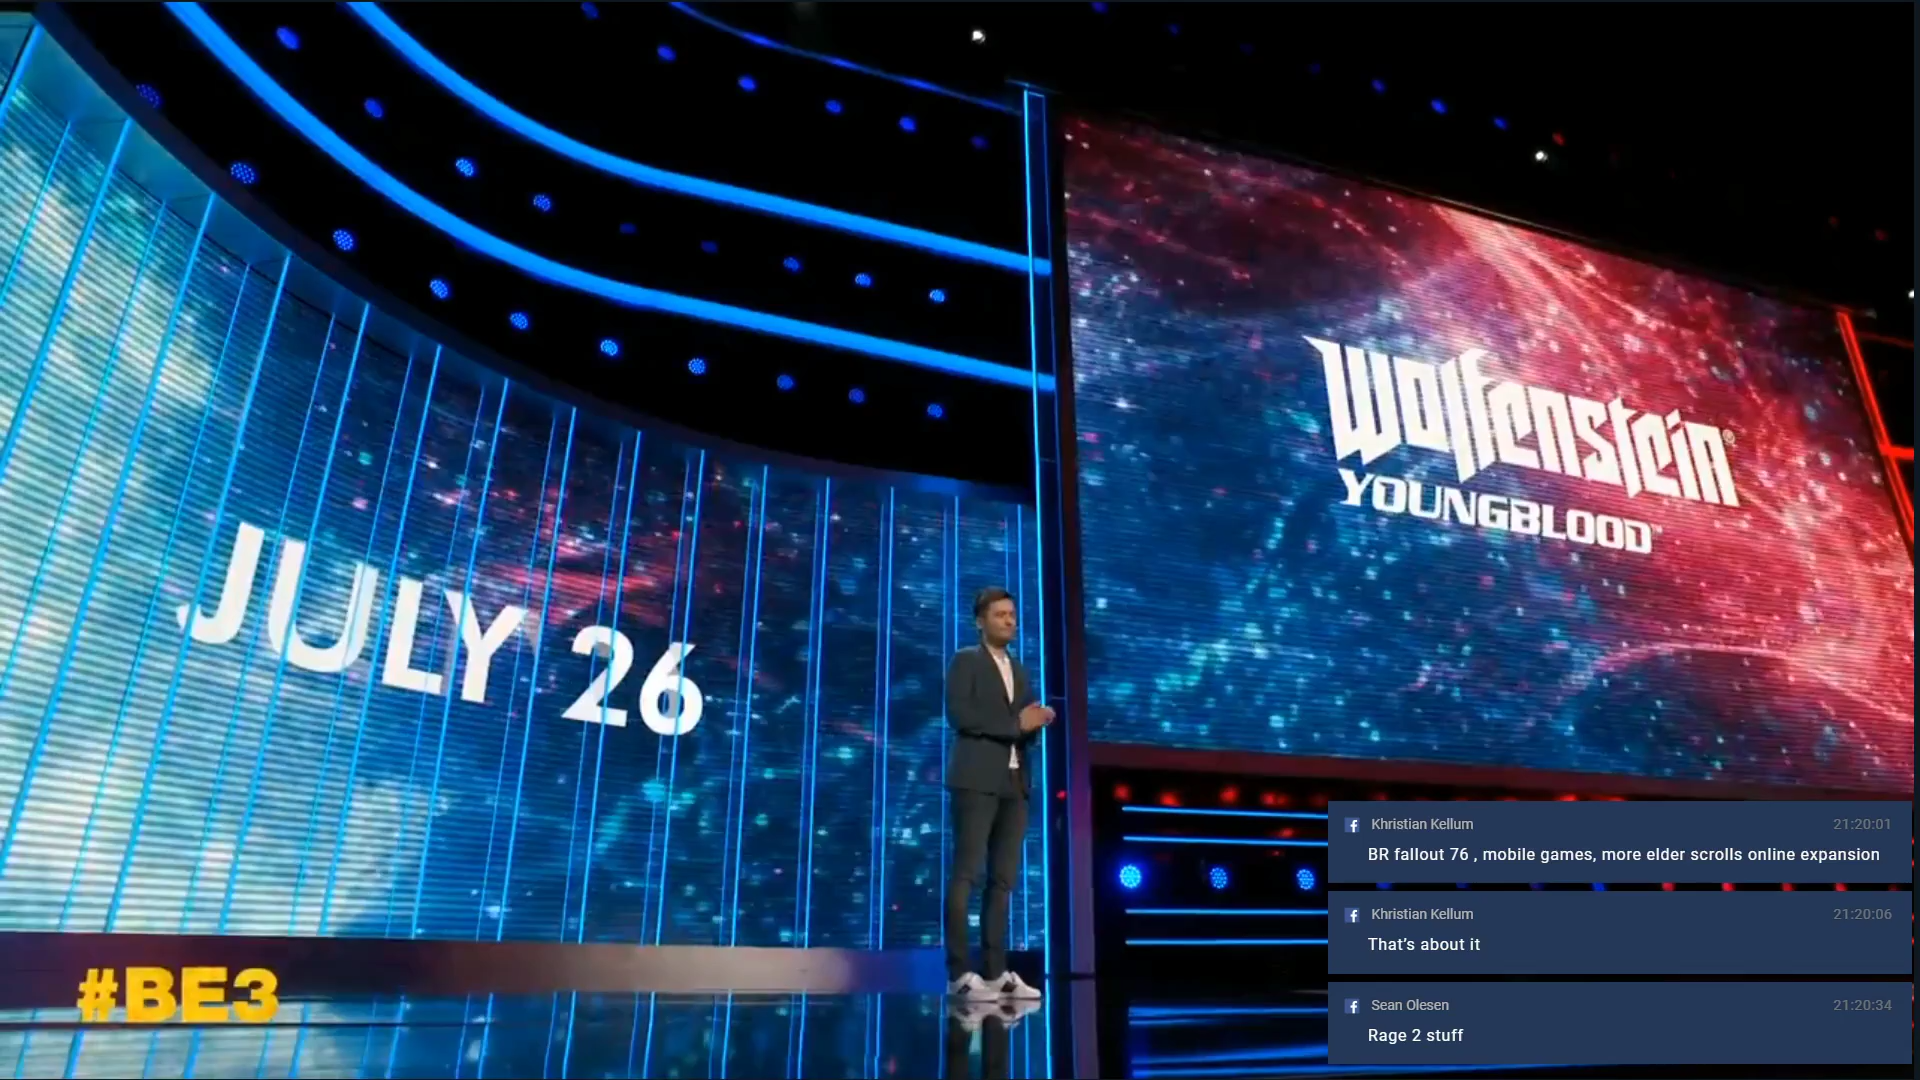 JULY 26
Wolfenstein®
YOUNGBLOOD™
#BE3
Khristian Kellum 21:20:01
BR fallout 76 , mobile games, more elder scrolls online expansion
Khristian Kellum 21:20:06
That’s about it
Sean Olesen 21:20:34
Rage 2 stuff